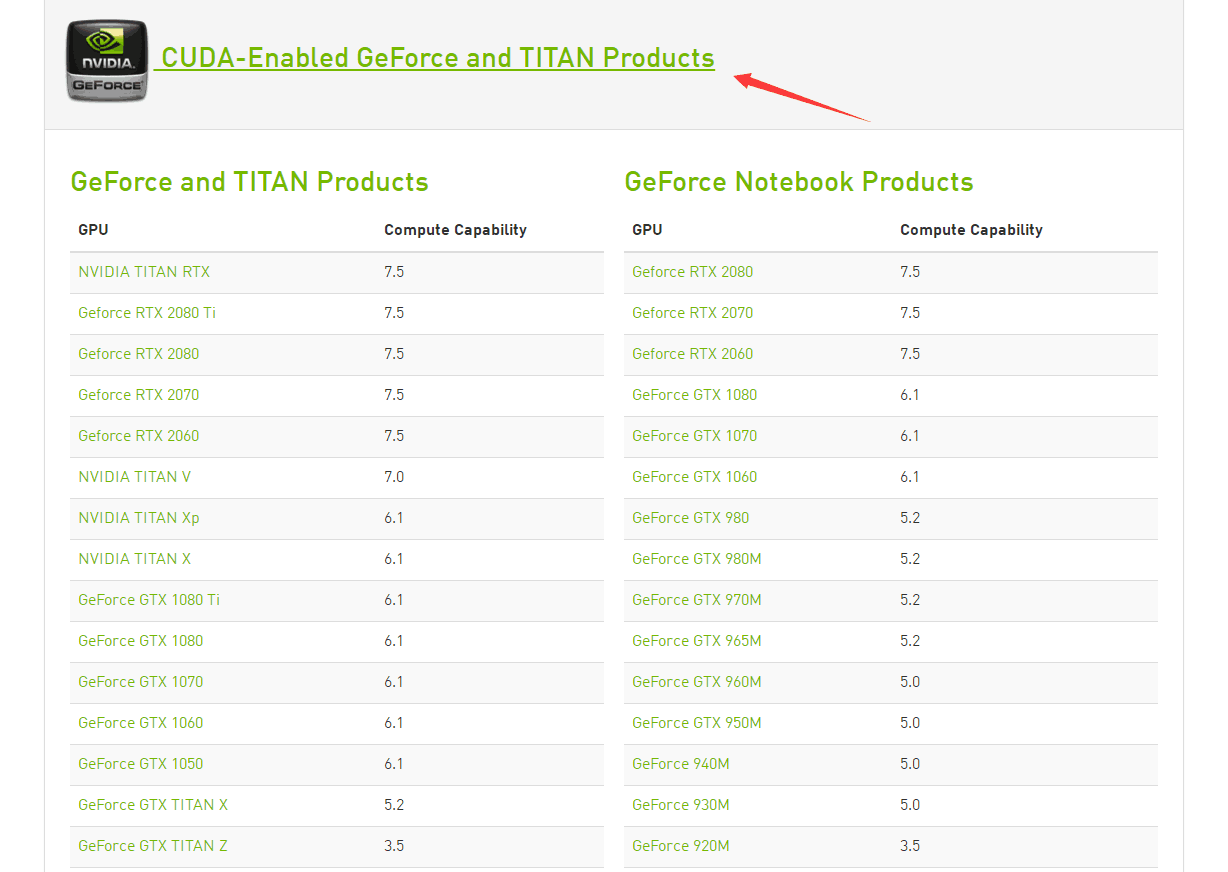 NVIDIA.
GEFORCE
CUDA-Enabled GeForce and TITAN Products
GeForce and TITAN Products
GPU Compute Capability
NVIDIA TITAN RTX 7.5
Geforce RTX 2080 Ti 7.5
Geforce RTX 2080 7.5
Geforce RTX 2070 7.5
Geforce RTX 2060 7.5
NVIDIA TITAN V 7.0
NVIDIA TITAN Xp 6.1
NVIDIA TITAN X 6.1
GeForce GTX 1080 Ti 6.1
GeForce GTX 1080 6.1
GeForce GTX 1070 6.1
GeForce GTX 1060 6.1
GeForce GTX 1050 6.1
GeForce GTX TITAN X 5.2
GeForce GTX TITAN Z 3.5
GeForce Notebook Products
GPU Compute Capability
Geforce RTX 2080 7.5
Geforce RTX 2070 7.5
Geforce RTX 2060 7.5
GeForce GTX 1080 6.1
GeForce GTX 1070 6.1
GeForce GTX 1060 6.1
GeForce GTX 980 5.2
GeForce GTX 980M 5.2
GeForce GTX 970M 5.2
GeForce GTX 965M 5.2
GeForce GTX 960M 5.0
GeForce GTX 950M 5.0
GeForce 940M 5.0
GeForce 930M 5.0
GeForce 920M 3.5